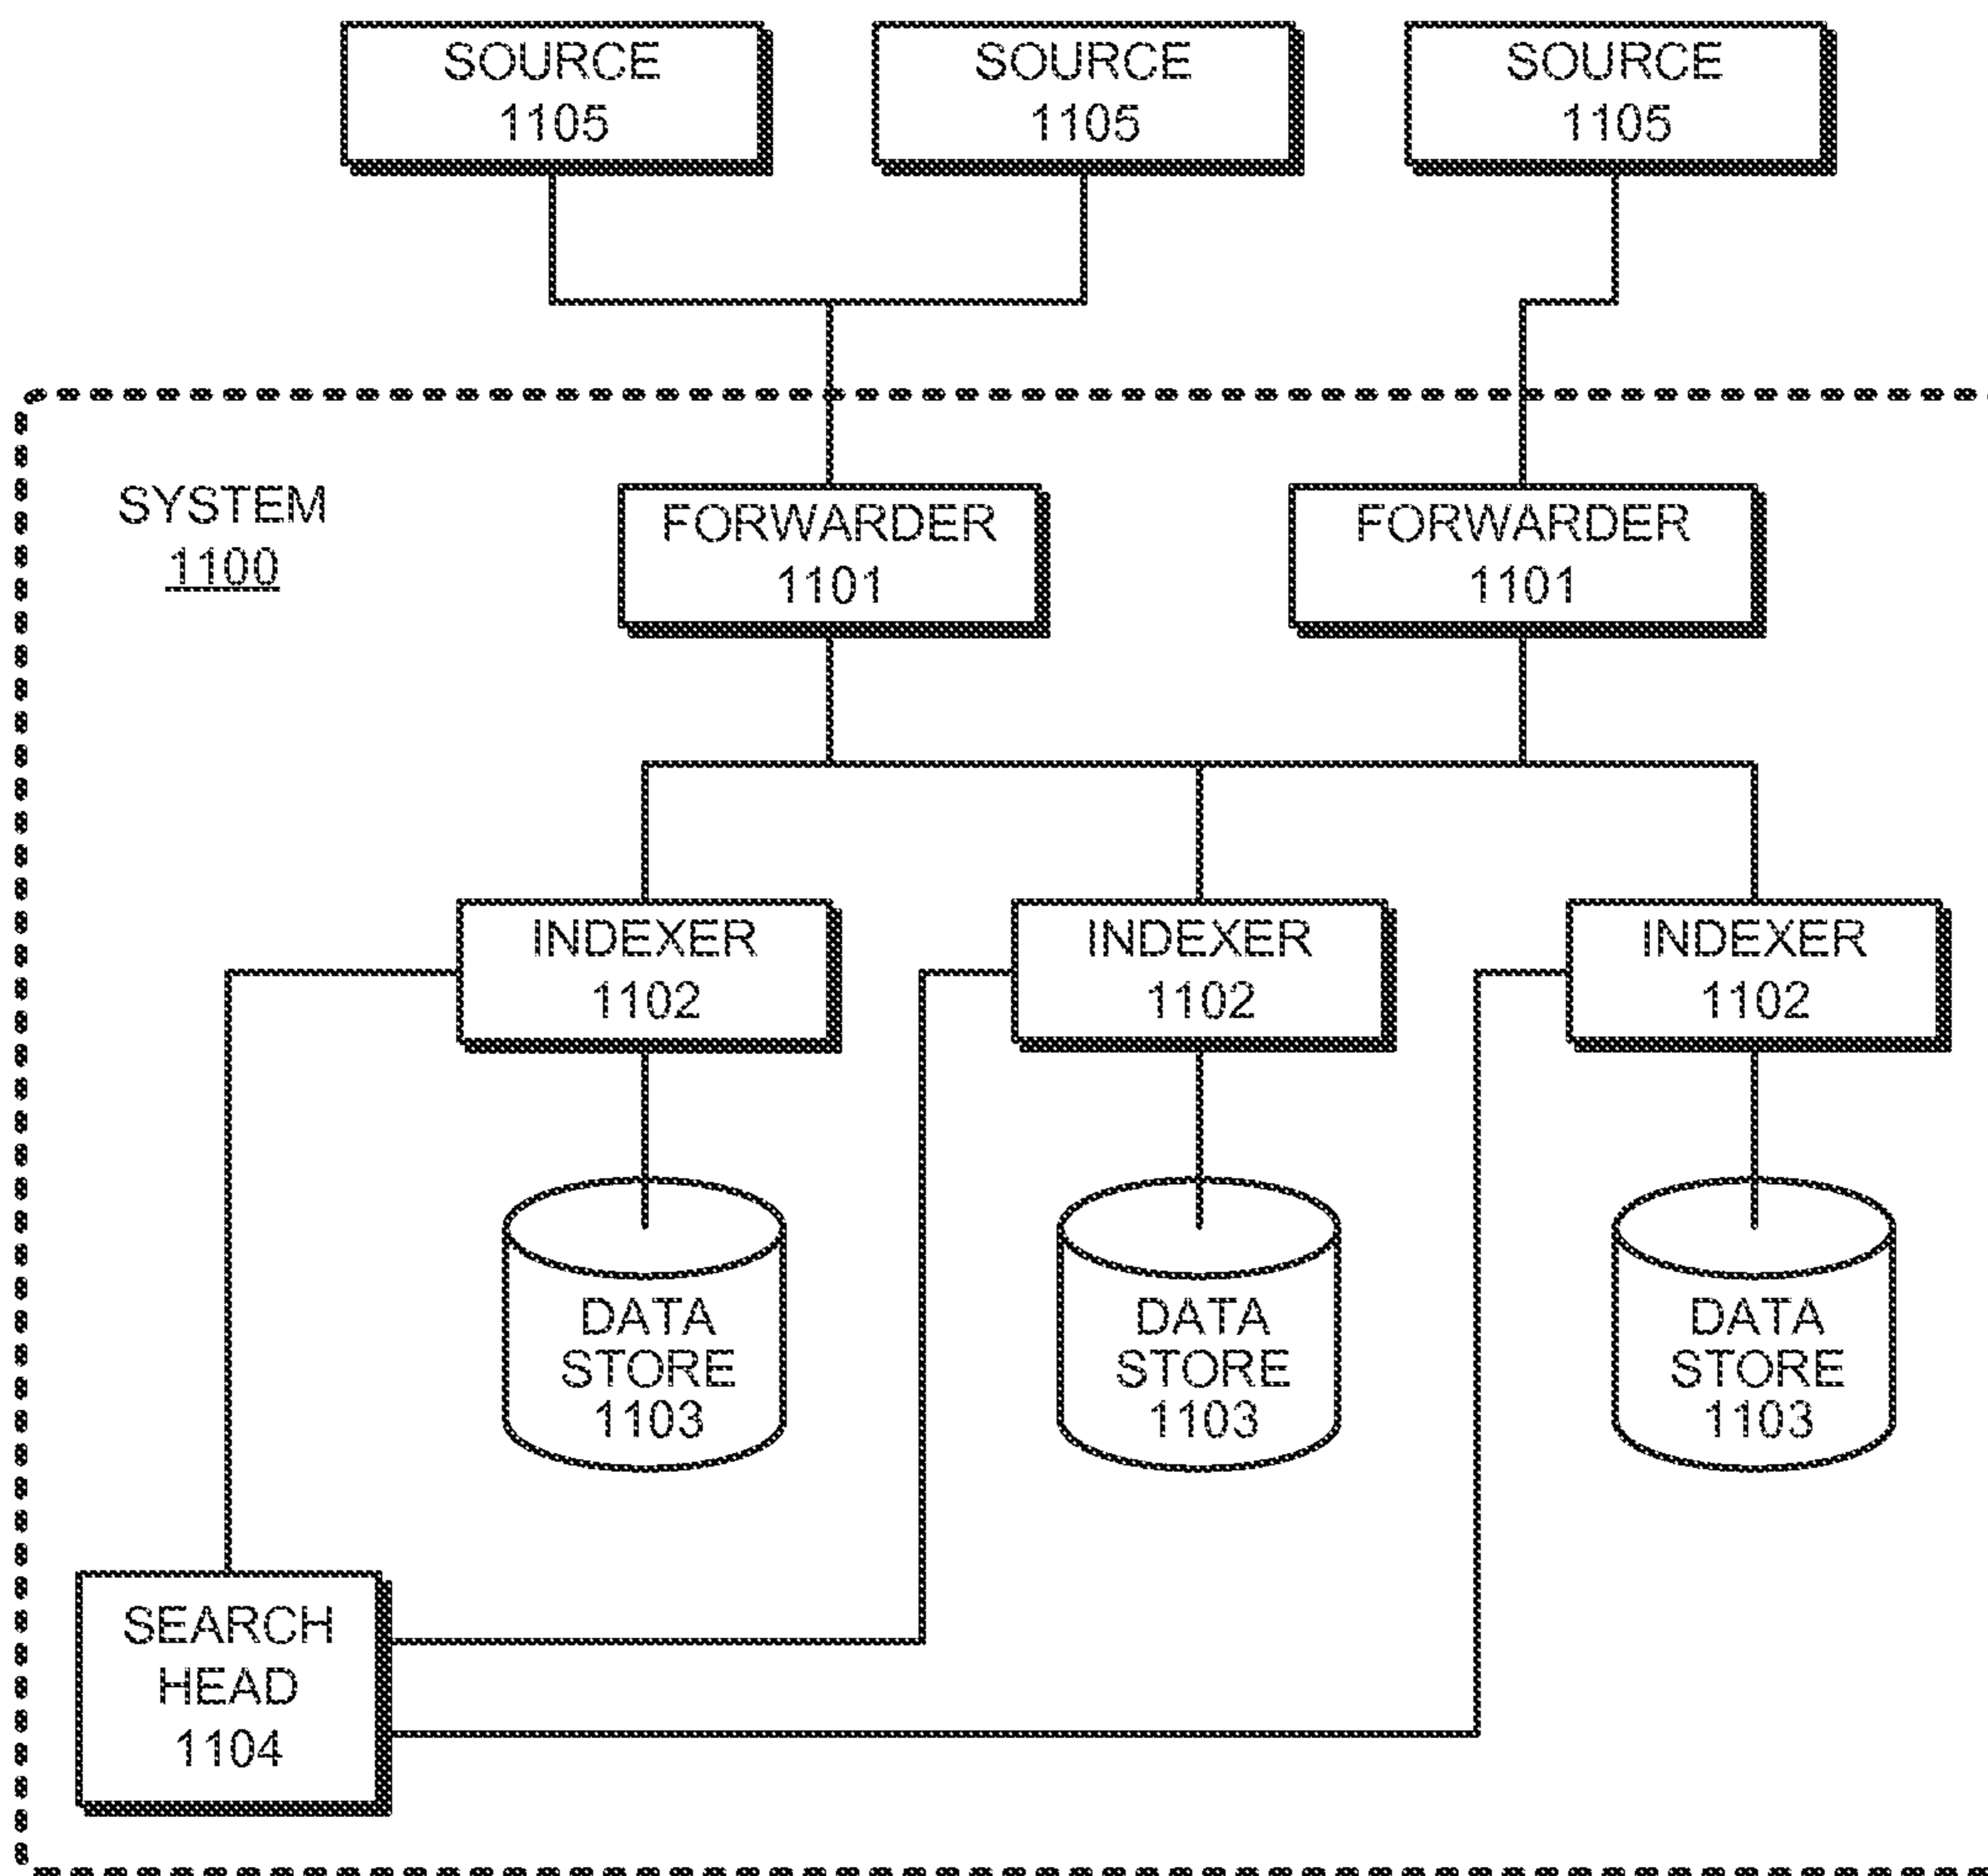 SOURCE
1105
SOURCE
1105
SOURCE
1105
SYSTEM
1100
FORWARDER
1101
FORWARDER
1101
INDEXER
1102
INDEXER
1102
INDEXER
1102
DATA
STORE
1103
DATA
STORE
1103
DATA
STORE
1103
SEARCH
HEAD
1104